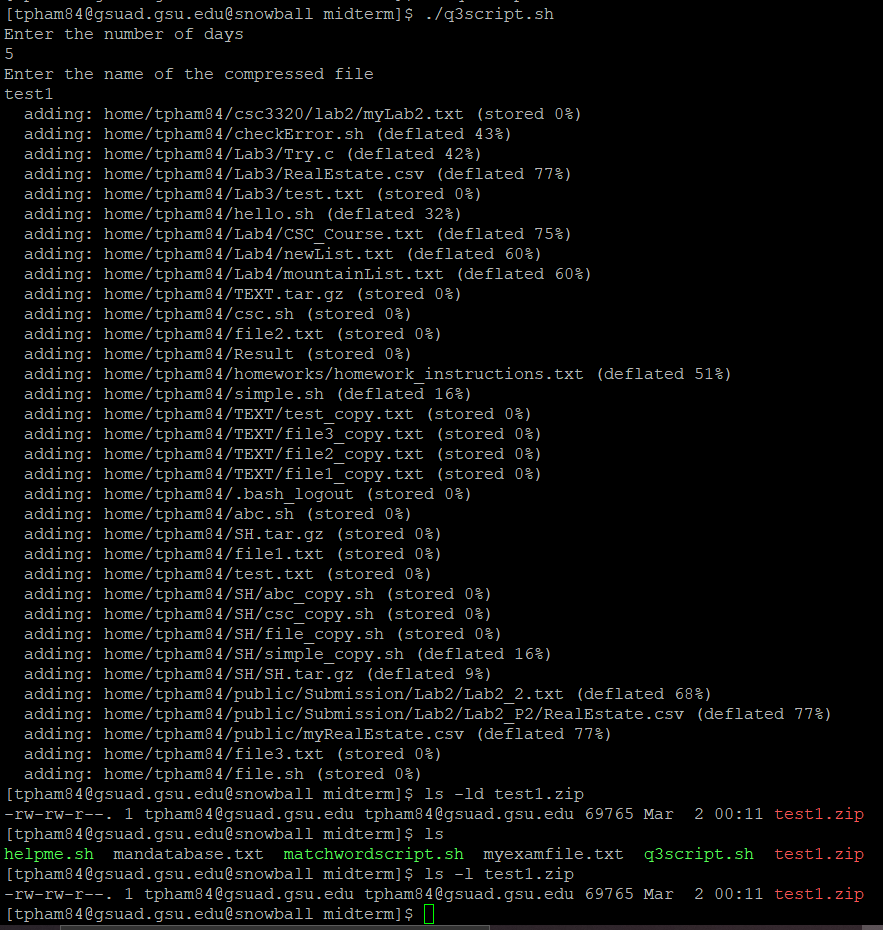 [tpham84@gsuad.gsu.edu@snowball midterm]$ ./q3script.sh
Enter the number of days
5
Enter the name of the compressed file
test1
  adding: home/tpham84/csc3320/lab2/myLab2.txt (stored 0%)
  adding: home/tpham84/checkError.sh (deflated 43%)
  adding: home/tpham84/Lab3/Try.c (deflated 42%)
  adding: home/tpham84/Lab3/RealEstate.csv (deflated 77%)
  adding: home/tpham84/Lab3/test.txt (stored 0%)
  adding: home/tpham84/hello.sh (deflated 32%)
  adding: home/tpham84/Lab4/CSC_Course.txt (deflated 75%)
  adding: home/tpham84/Lab4/newList.txt (deflated 60%)
  adding: home/tpham84/Lab4/mountainList.txt (deflated 60%)
  adding: home/tpham84/TEXT.tar.gz (stored 0%)
  adding: home/tpham84/csc.sh (stored 0%)
  adding: home/tpham84/file2.txt (stored 0%)
  adding: home/tpham84/Result (stored 0%)
  adding: home/tpham84/homeworks/homework_instructions.txt (deflated 51%)
  adding: home/tpham84/simple.sh (deflated 16%)
  adding: home/tpham84/TEXT/test_copy.txt (stored 0%)
  adding: home/tpham84/TEXT/file3_copy.txt (stored 0%)
  adding: home/tpham84/TEXT/file2_copy.txt (stored 0%)
  adding: home/tpham84/TEXT/file1_copy.txt (stored 0%)
  adding: home/tpham84/.bash_logout (stored 0%)
  adding: home/tpham84/abc.sh (stored 0%)
  adding: home/tpham84/SH.tar.gz (stored 0%)
  adding: home/tpham84/file1.txt (stored 0%)
  adding: home/tpham84/test.txt (stored 0%)
  adding: home/tpham84/SH/abc_copy.sh (stored 0%)
  adding: home/tpham84/SH/csc_copy.sh (stored 0%)
  adding: home/tpham84/SH/file_copy.sh (stored 0%)
  adding: home/tpham84/SH/simple_copy.sh (deflated 16%)
  adding: home/tpham84/SH/SH.tar.gz (deflated 9%)
  adding: home/tpham84/public/Submission/Lab2/Lab2_2.txt (deflated 68%)
  adding: home/tpham84/public/Submission/Lab2/Lab2_P2/RealEstate.csv (deflated 77%)
  adding: home/tpham84/public/myRealEstate.csv (deflated 77%)
  adding: home/tpham84/file3.txt (stored 0%)
  adding: home/tpham84/file.sh (stored 0%)
[tpham84@gsuad.gsu.edu@snowball midterm]$ ls -ld test1.zip
-rw-rw-r--. 1 tpham84@gsuad.gsu.edu tpham84@gsuad.gsu.edu 69765 Mar  2 00:11 test1.zip
[tpham84@gsuad.gsu.edu@snowball midterm]$ ls
helpme.sh  mandatabase.txt  matchwordscript.sh  myexamfile.txt  q3script.sh  test1.zip
[tpham84@gsuad.gsu.edu@snowball midterm]$ ls -l test1.zip
-rw-rw-r--. 1 tpham84@gsuad.gsu.edu tpham84@gsuad.gsu.edu 69765 Mar  2 00:11 test1.zip
[tpham84@gsuad.gsu.edu@snowball midterm]$